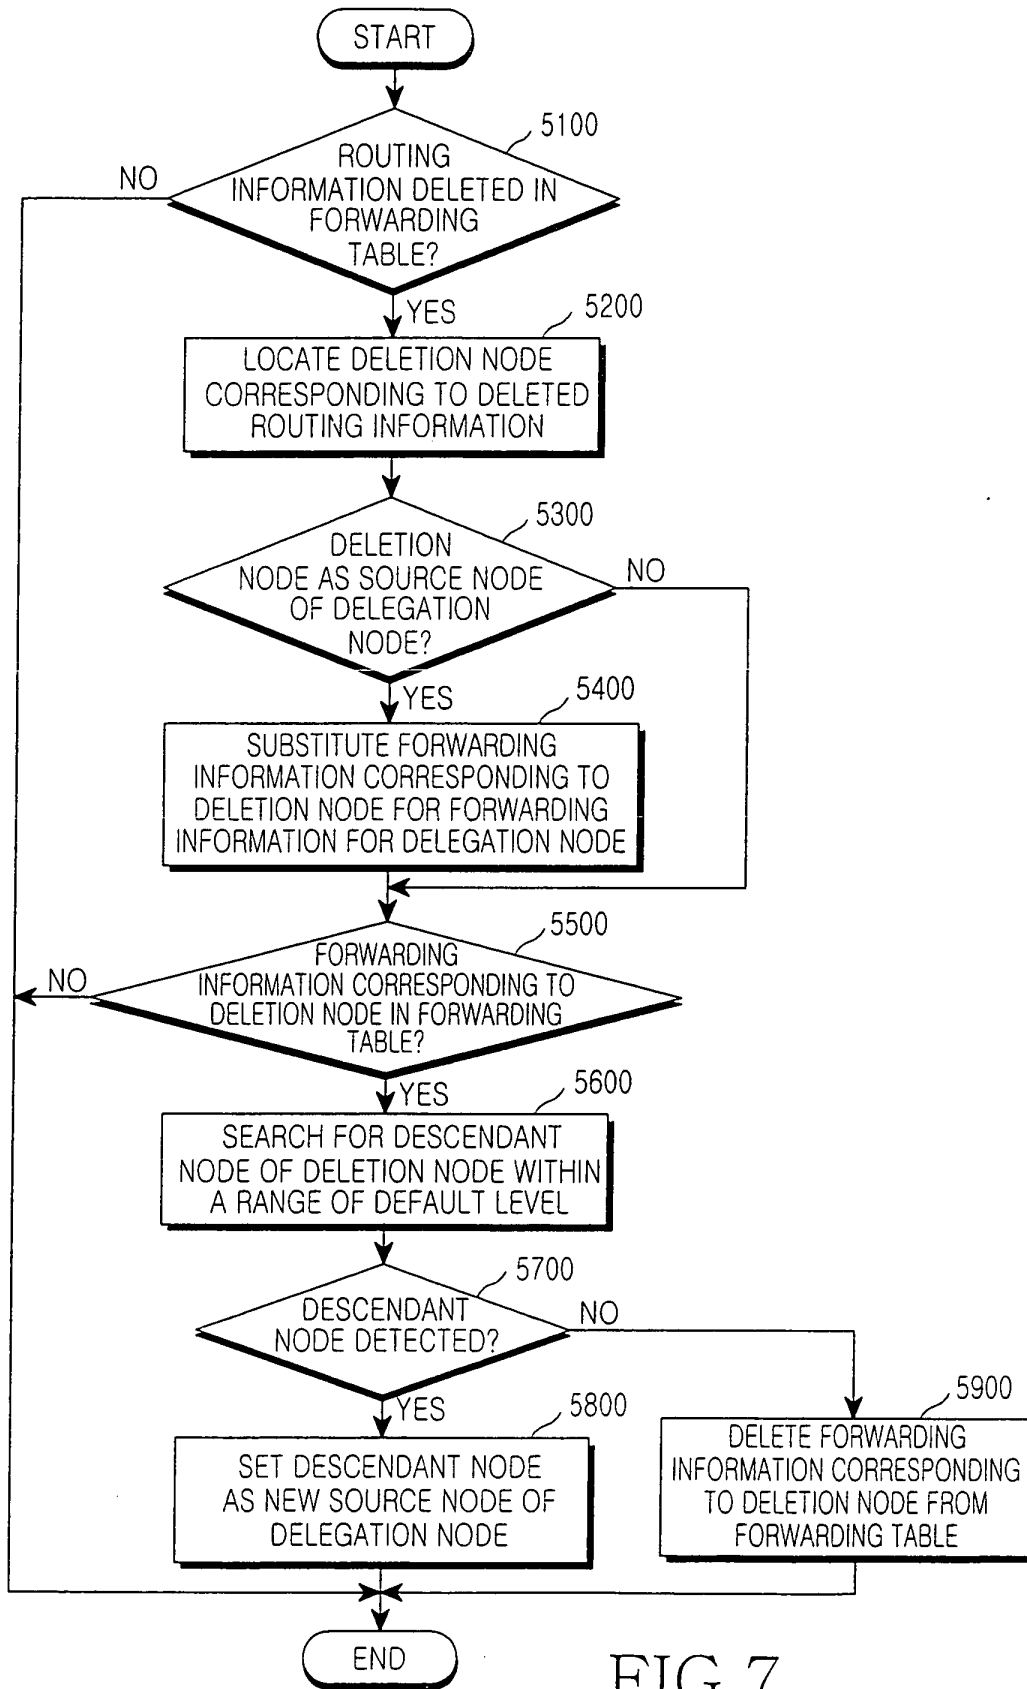 START
5100
ROUTING
INFORMATION DELETED IN
FORWARDING
TABLE?
NO
YES
5200
LOCATE DELETION NODE
CORRESPONDING TO DELETED
ROUTING INFORMATION
5300
DELETION
NODE AS SOURCE NODE
OF DELEGATION
NODE?
NO
YES
5400
SUBSTITUTE FORWARDING
INFORMATION CORRESPONDING TO
DELETION NODE FOR FORWARDING
INFORMATION FOR DELEGATION NODE
5500
FORWARDING
INFORMATION CORRESPONDING TO
DELETION NODE IN FORWARDING
TABLE?
NO
YES
5600
SEARCH FOR DESCENDANT
NODE OF DELETION NODE WITHIN
A RANGE OF DEFAULT LEVEL
5700
DESCENDANT
NODE DETECTED?
NO
YES
5800
SET DESCENDANT NODE
AS NEW SOURCE NODE OF
DELEGATION NODE
5900
DELETE FORWARDING
INFORMATION CORRESPONDING
TO DELETION NODE FROM
FORWARDING TABLE
END
FIG.7